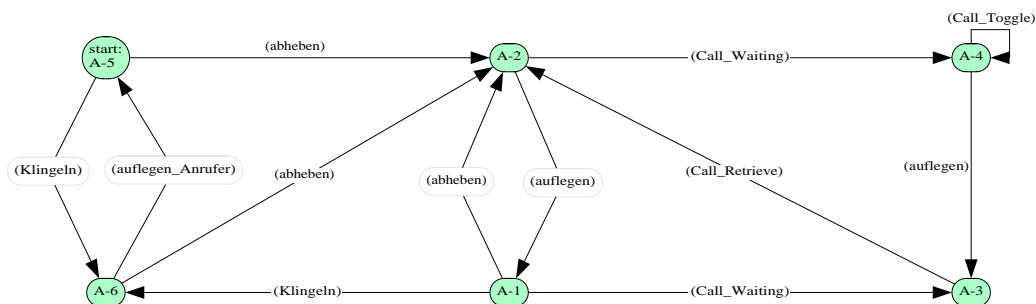 (Call_Toggle)
start:
A-5
(abheben)
A-2
(Call_Waiting)
A-4
(Klingeln)
(auflegen_Anrufer)
(abheben)
(abheben)
(auflegen)
(Call_Retrieve)
(auflegen)
A-6
(Klingeln)
A-1
(Call_Waiting)
A-3